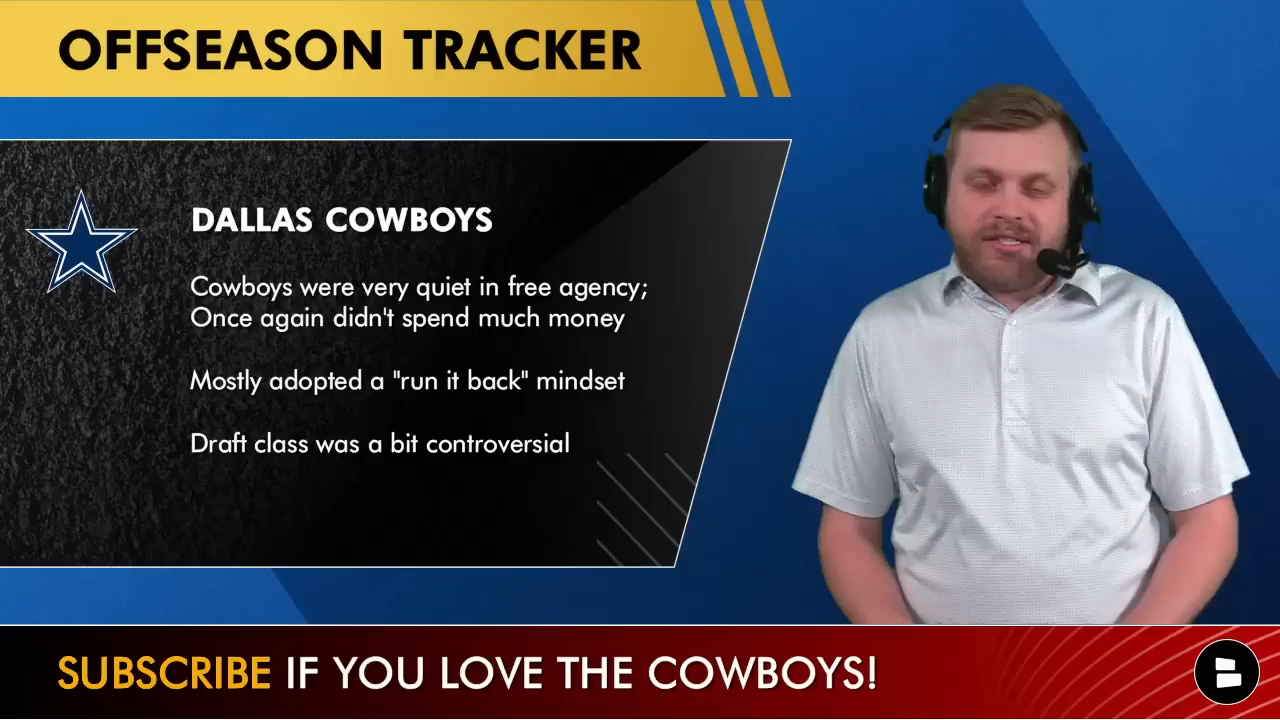 OFFSEASON TRACKER
DALLAS COWBOYS
Cowboys were very quiet in free agency;
Once again didn't spend much money
Mostly adopted a "run it back" mindset
Draft class was a bit controversial
SUBSCRIBE IF YOU LOVE THE COWBOYS!